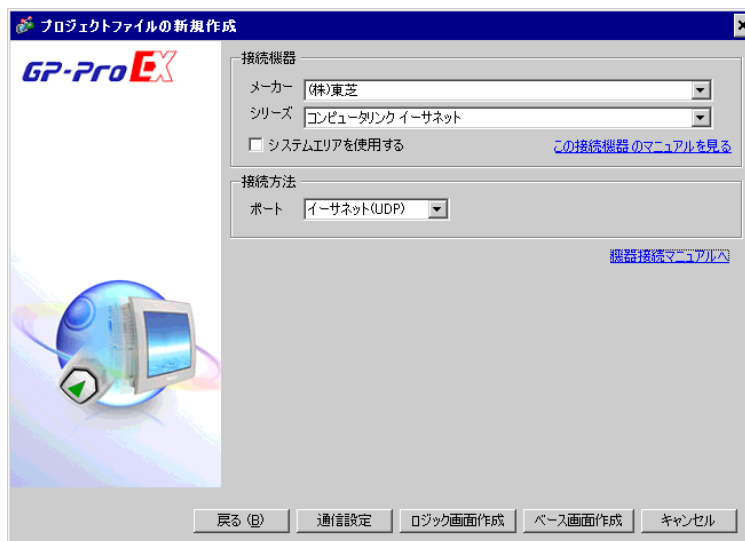 プロジェクトファイルの新規作成
GP-Pro EX
接続機器
メーカー (株)東芝
シリーズ コンピュータリンク イーサネット
システムエリアを使用する この接続機器のマニュアルを見る
接続方法
ポート イーサネット(UDP)
機器接続マニュアルへ
戻る (B) 通信設定 ロジック画面作成 ベース画面作成 キャンセル